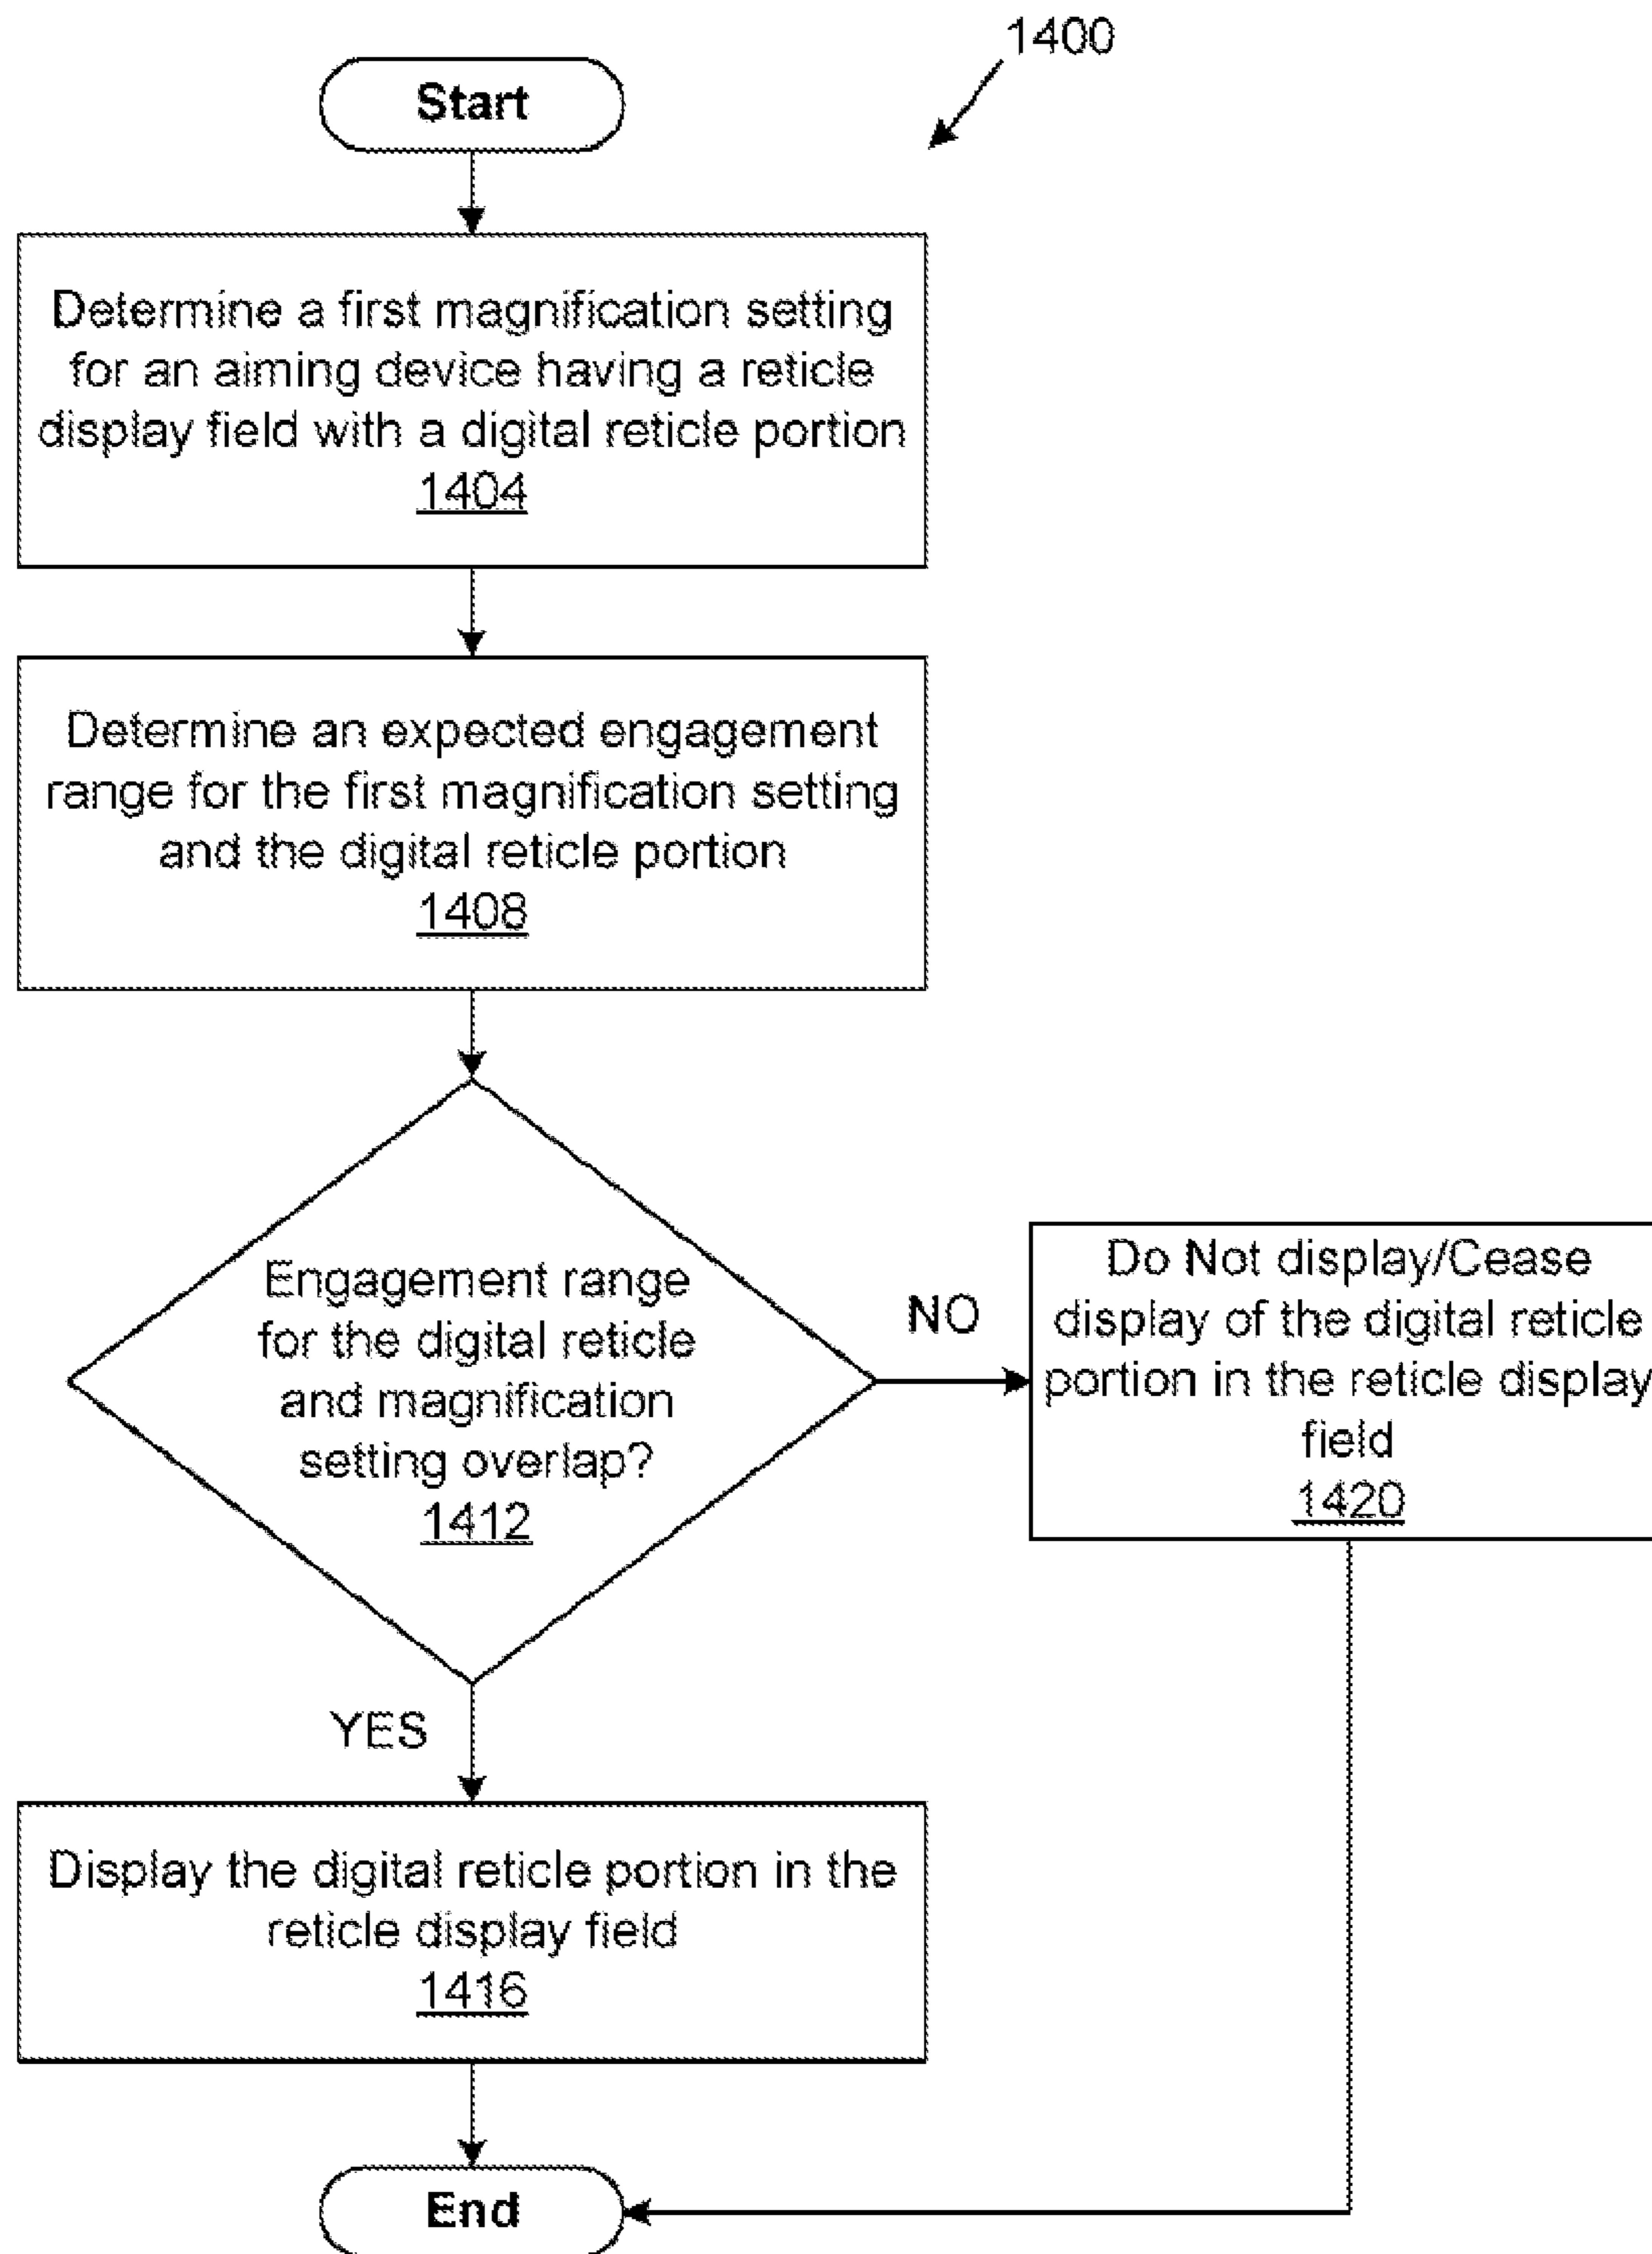 1400
Start
Determine a first magnification setting
for an aiming device having a reticle
display field with a digital reticle portion
1404
Determine an expected engagement
range for the first magnification setting
and the digital reticle portion
1408
Engagement range
for the digital reticle
and magnification
setting overlap?
1412
NO
Do Not display/Cease
display of the digital reticle
portion in the reticle display
field
1420
YES
Display the digital reticle portion in the
reticle display field
1416
End